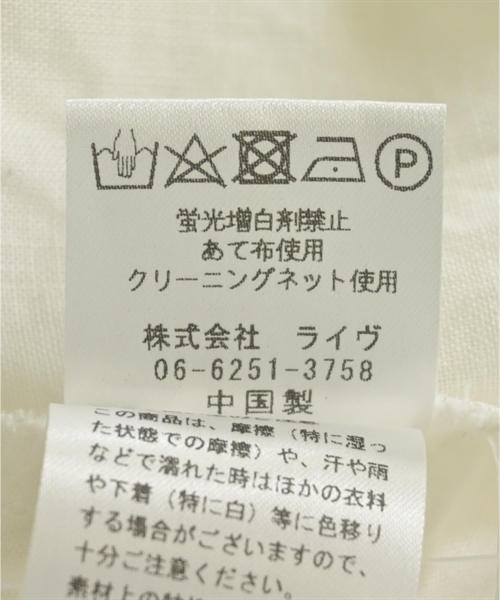 P
蛍光増白剤禁止
あて布使用
クリーニングネット使用
株式会社 ライヴ
06-6251-3758
中国製
この商品は、摩擦（特に湿っ
た状態での摩擦）や、汗や雨
などで濡れた時はほかの衣料
や下着（特に白）等に色移り
する場合がございますので、
十分ご注意ください。
素材上の特